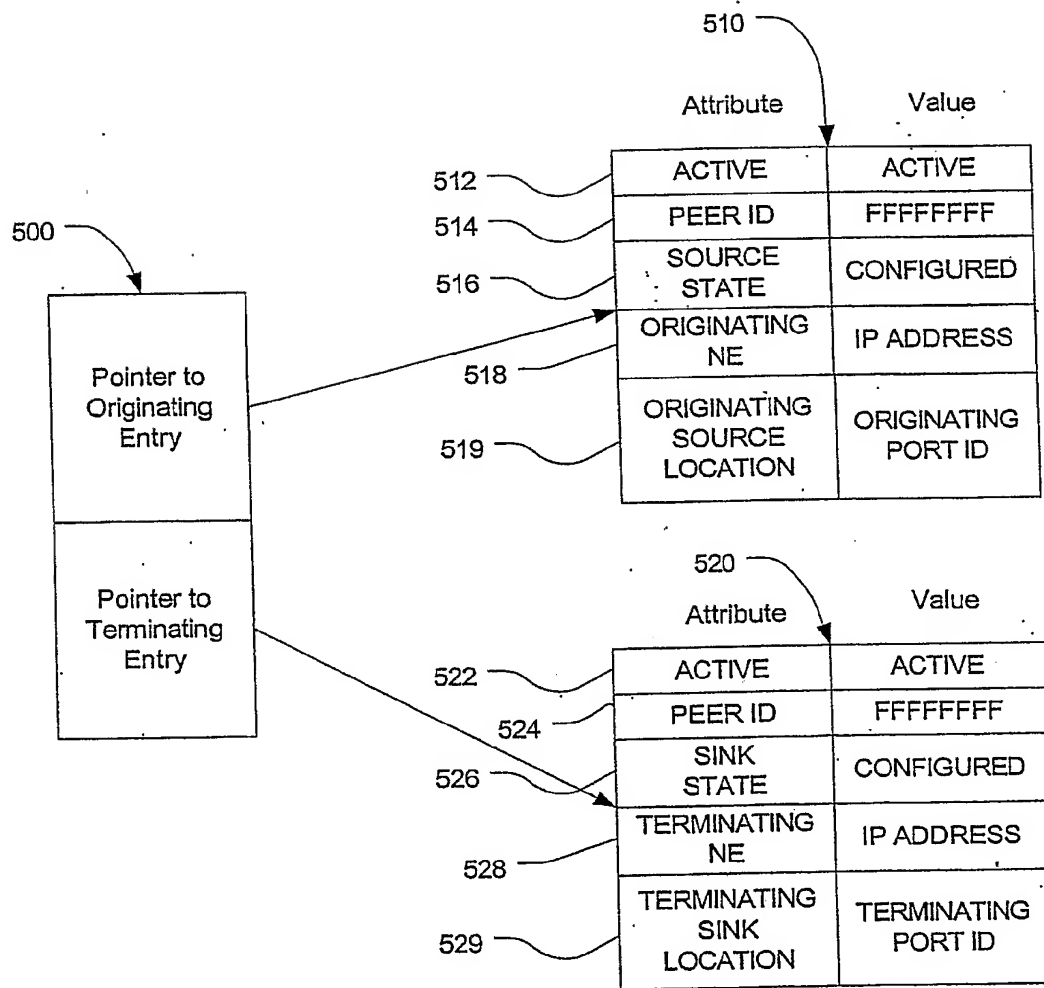 510
Attribute Value
512 ACTIVE ACTIVE
514 PEER ID FFFFFFFF
500
516 SOURCE
STATE CONFIGURED
518 ORIGINATING
NE IP ADDRESS
Pointer to
Originating
Entry
519 ORIGINATING
SOURCE
LOCATION
ORIGINATING
PORT ID
520
Attribute Value
Pointer to
Terminating
Entry
522 ACTIVE ACTIVE
524 PEER ID FFFFFFFF
526 SINK
STATE CONFIGURED
528 TERMINATING
NE IP ADDRESS
529 TERMINATING
SINK
LOCATION
TERMINATING
PORT ID